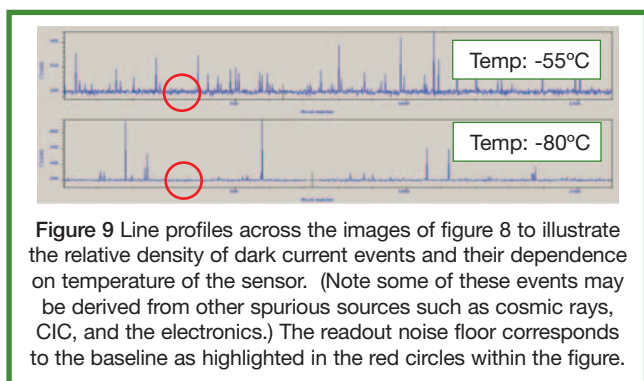 Temp: -55ºC
Temp: -80ºC
Figure 9 Line profiles across the images of figure 8 to illustrate
the relative density of dark current events and their dependence
on temperature of the sensor. (Note some of these events may
be derived from other spurious sources such as cosmic rays,
CIC, and the electronics.) The readout noise floor corresponds
to the baseline as highlighted in the red circles within the figure.